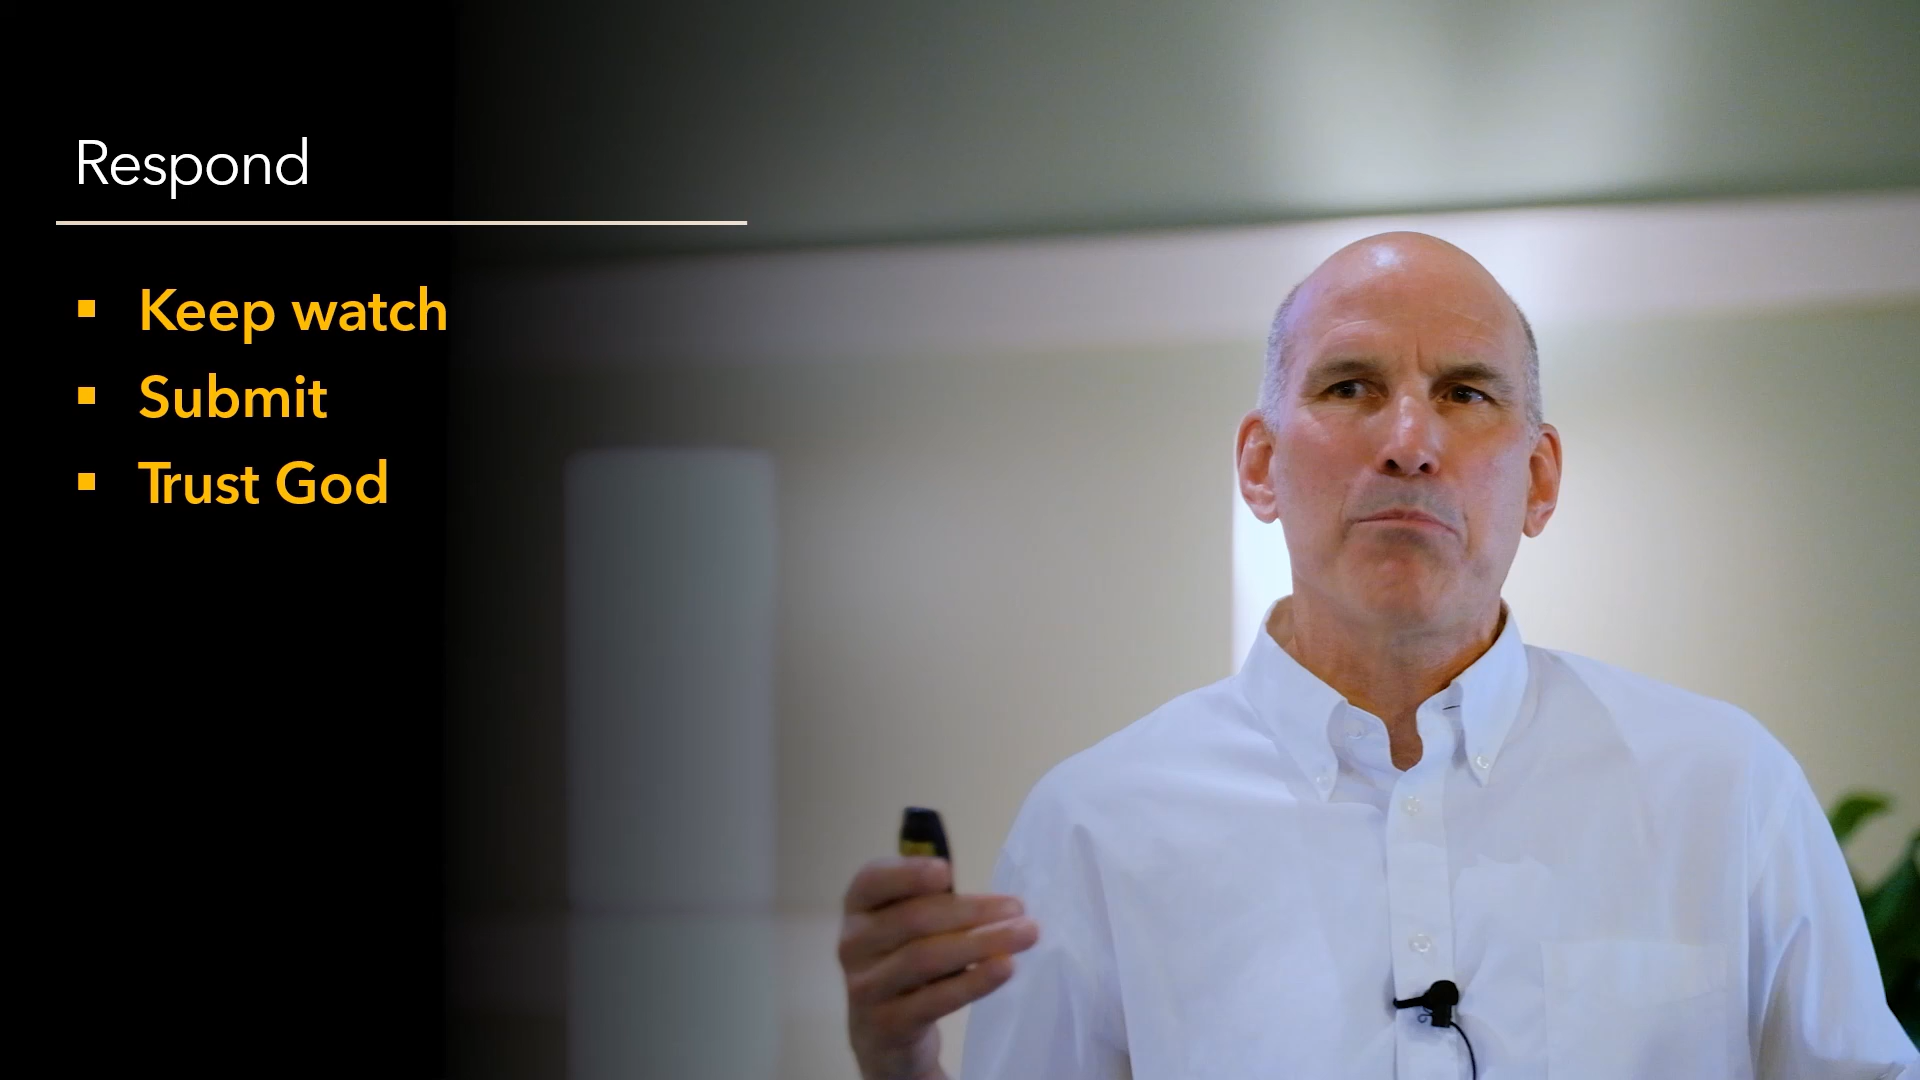 Respond
▪ Keep watch
▪ Submit
▪ Trust God